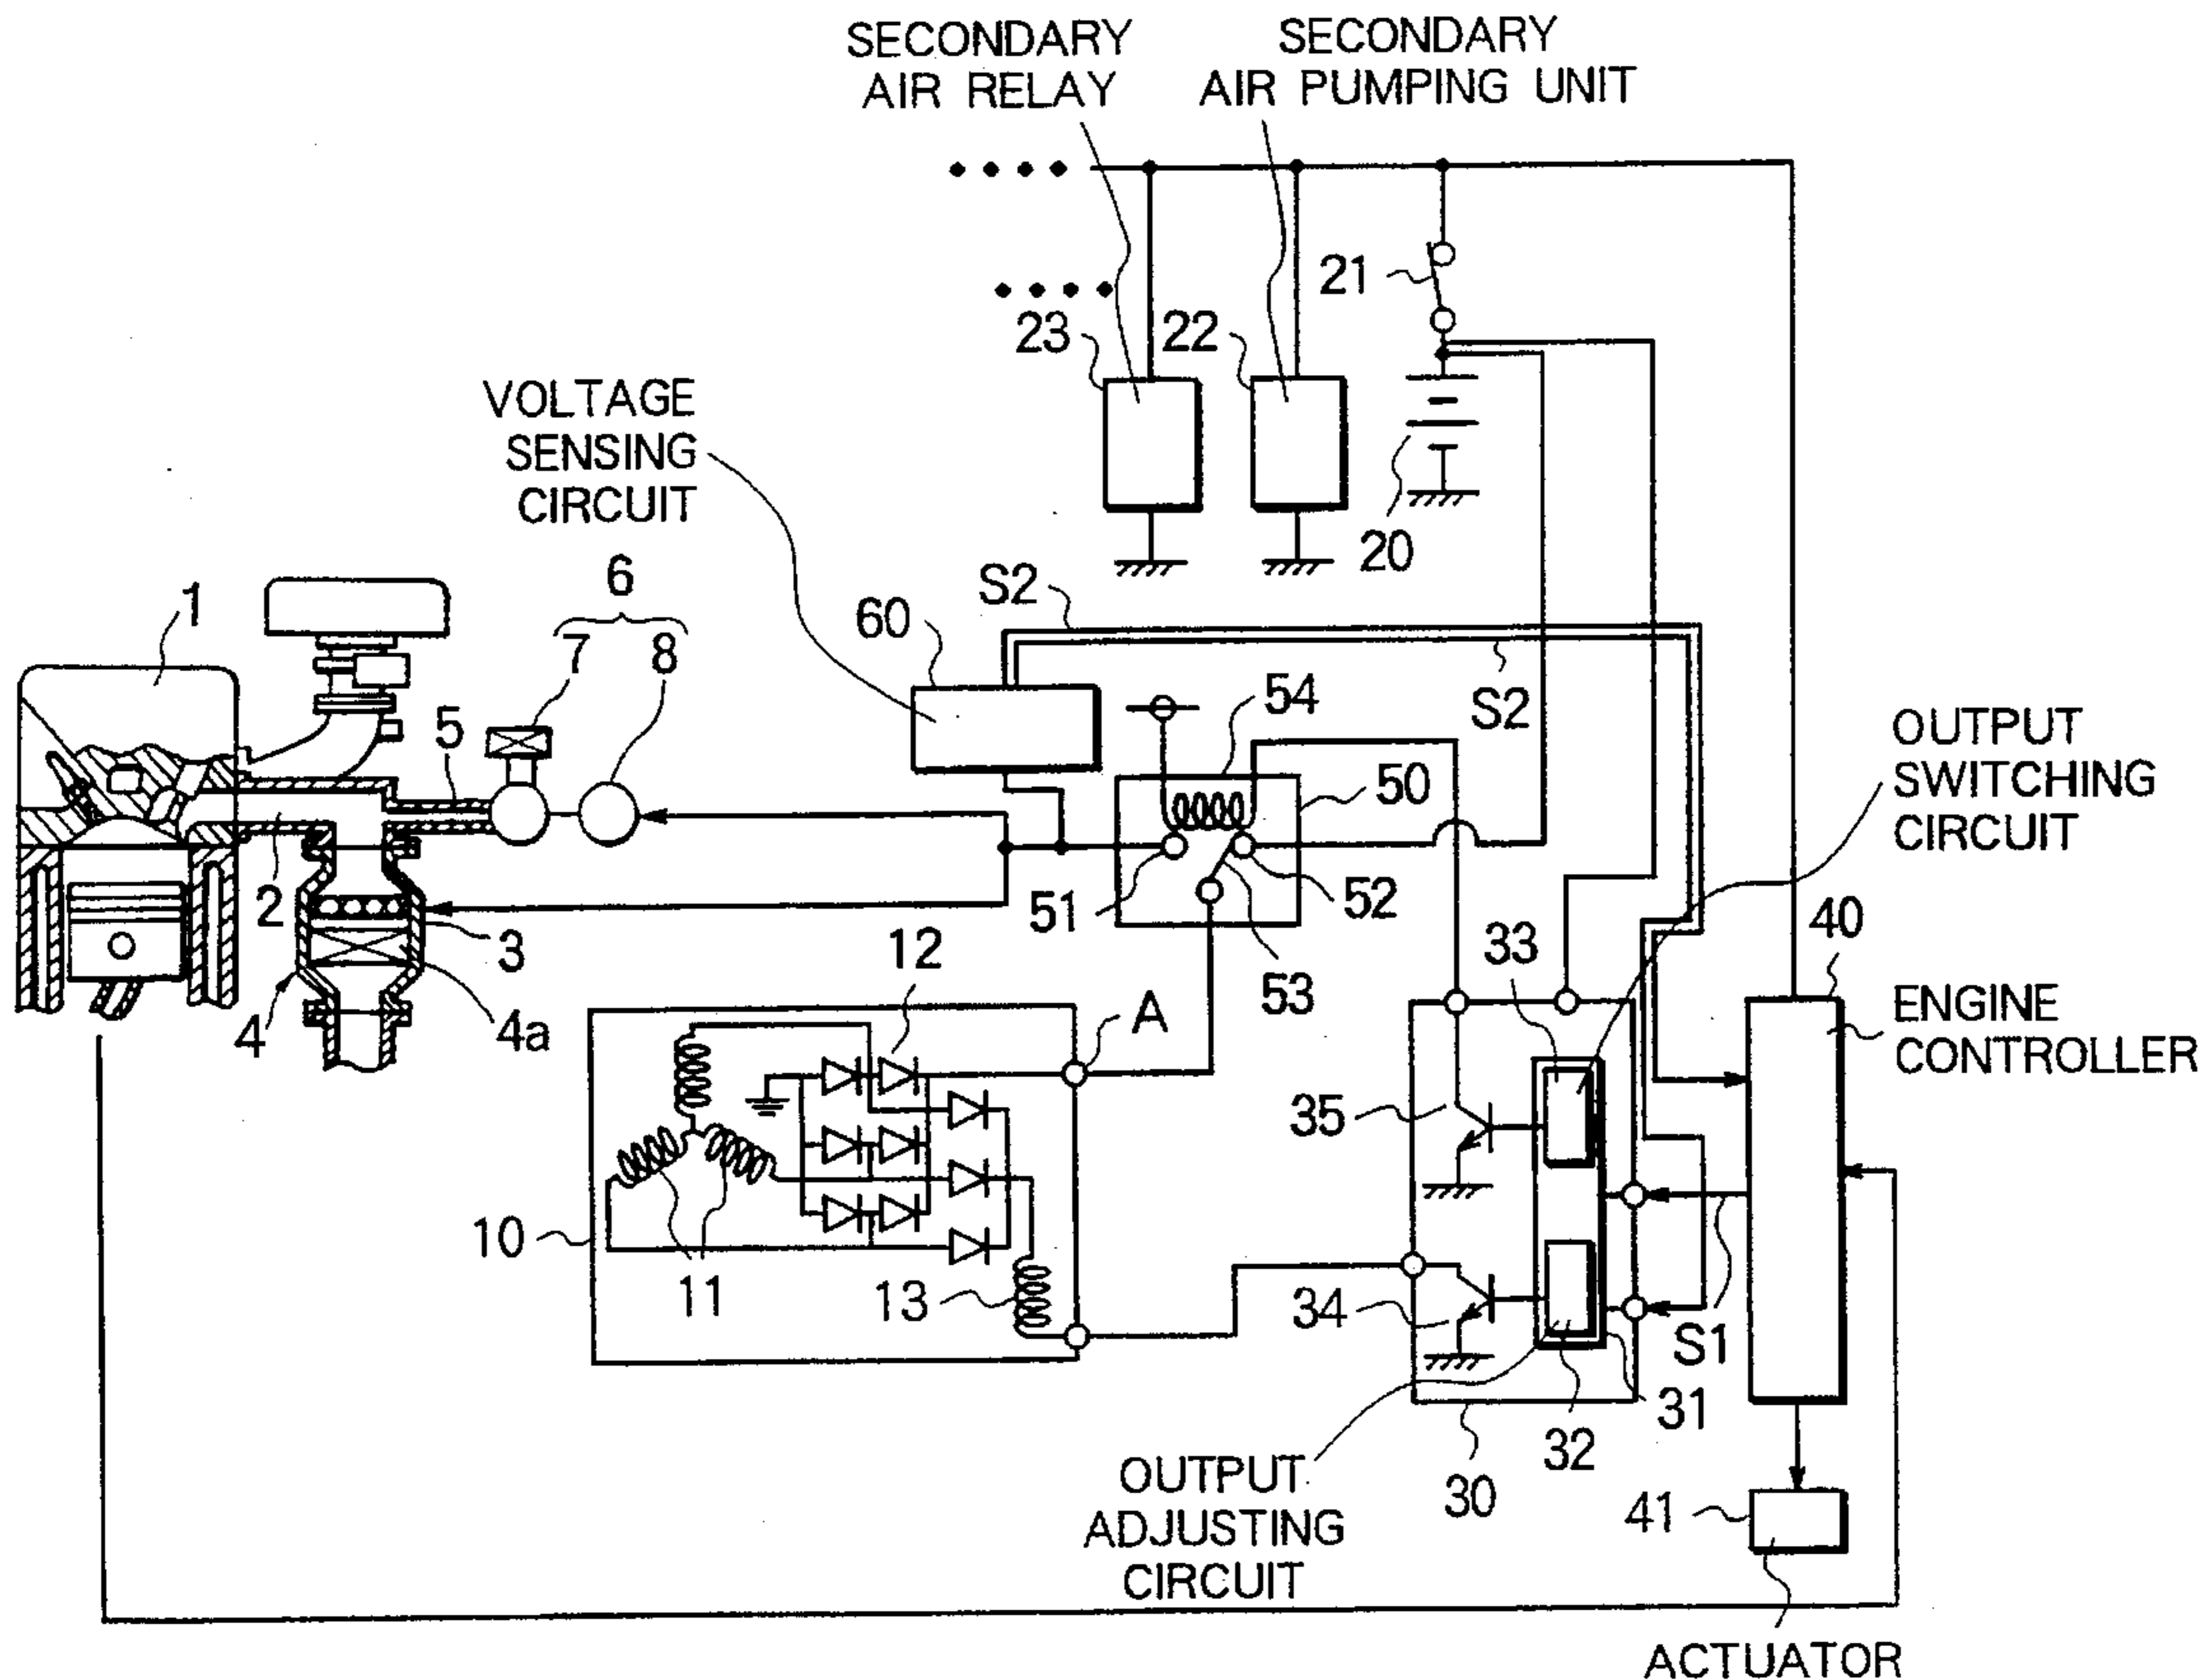 SECONDARY
AIR RELAY
SECONDARY
AIR PUMPING UNIT
21
23
22
VOLTAGE
SENSING
CIRCUIT
20
6
S2
1
60
7
8
54
S2
OUTPUT
SWITCHING
CIRCUIT
5
50
2
51
52
40
3
12
53
33
ENGINE
CONTROLLER
4
4a
A
35
10
11
13
34
S1
31
32
30
OUTPUT
ADJUSTING
CIRCUIT
41
ACTUATOR